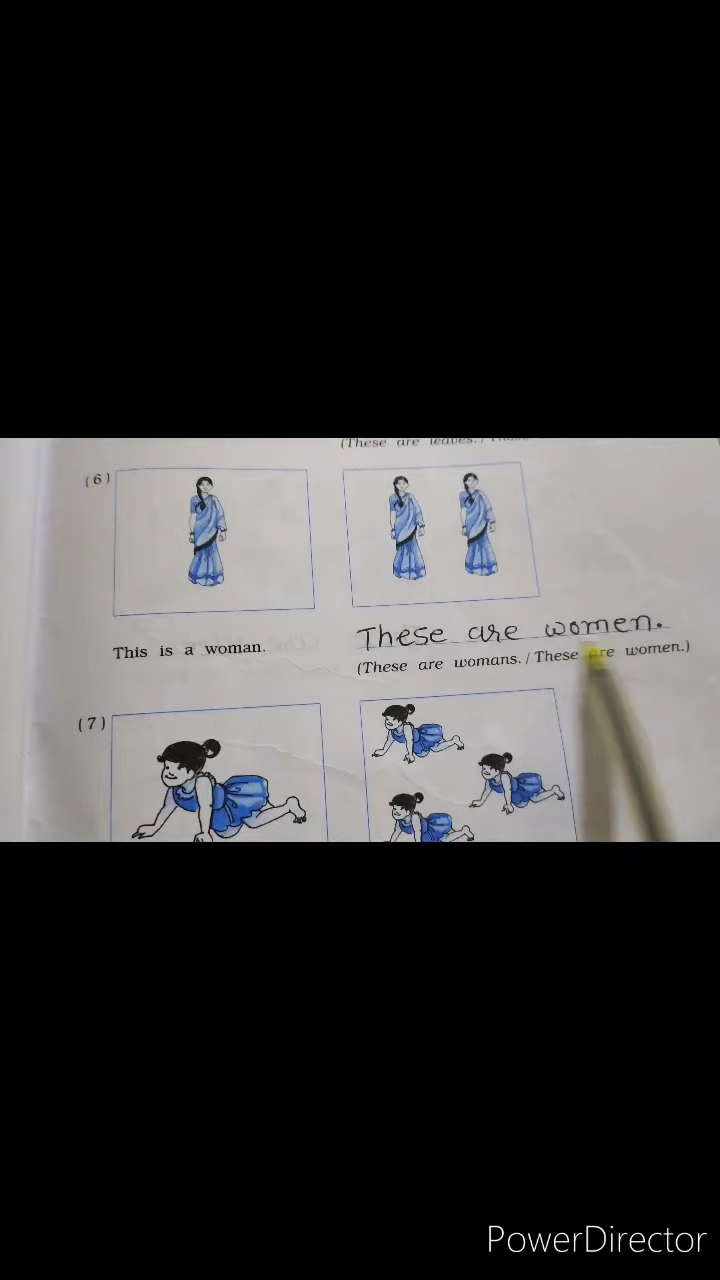 (These are leaves. /
(6)
This is a woman.
These are women.
(These are womans. / These are women.)
(7)
PowerDirector